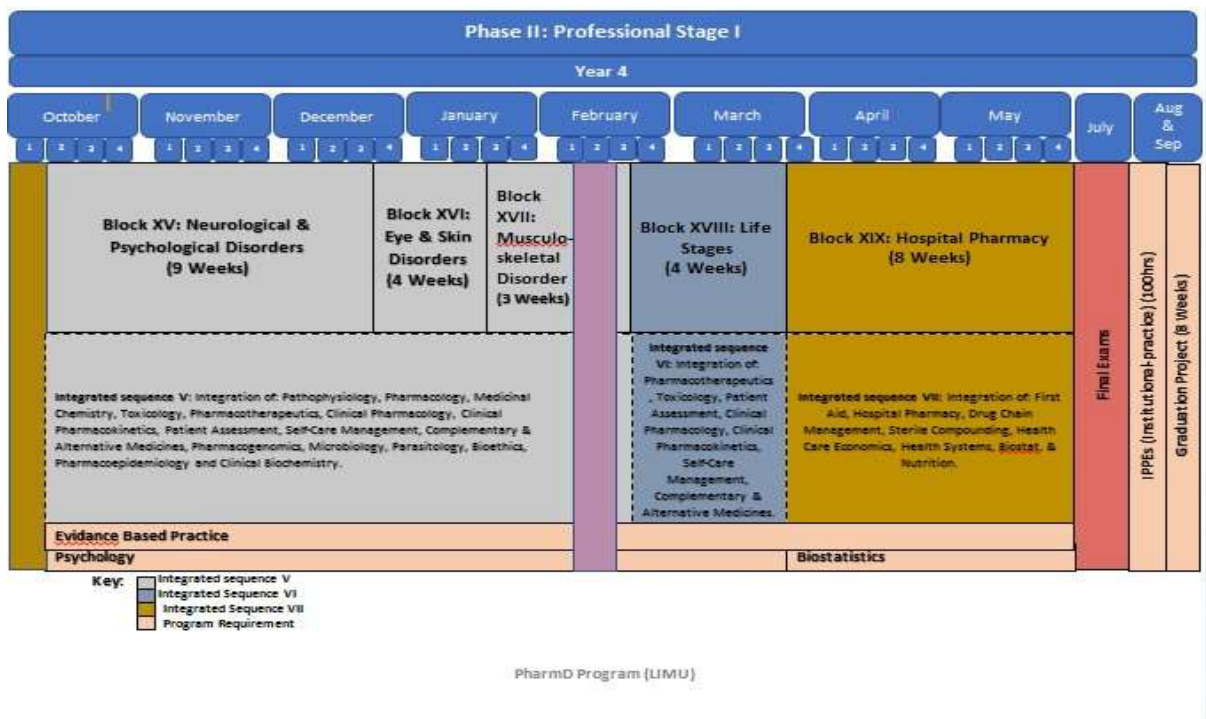 Phase II: Professional Stage I
Year 4
October
November
December
January
February
March
April
May
July
Aug
&
Sep
1 2 3 4
1 2 3 4
1 2 3 4
1 2 3 4
1 2 3 4
1 2 3 4
1 2 3 4
1 2 3 4
Block XV: Neurological &
Psychological Disorders
(9 Weeks)
Block XVI:
Eye & Skin
Disorders
(4 Weeks)
Block
XVII:
Musculo-
skeletal
Disorder
(3 Weeks)
Block XVIII: Life
Stages
(4 Weeks)
Block XIX: Hospital Pharmacy
(8 Weeks)
Integrated sequence V: Integration of: Pathophysiology, Pharmacology, Medicinal
Chemistry, Toxicology, Pharmacotherapeutics, Clinical Pharmacology, Clinical
Pharmacokinetics, Patient Assessment, Self-Care Management, Complementary &
Alternative Medicines, Pharmacogenomics, Microbiology, Parasitology, Bioethics,
Pharmacoepidemiology and Clinical Biochemistry.
Integrated sequence
VI: Integration of:
Pharmacotherapeutics
, Toxicology, Patient
Assessment, Clinical
Pharmacology, Clinical
Pharmacokinetics,
Self-Care
Management,
Complementary &
Alternative Medicines.
Integrated sequence VII: Integration of: First
Aid, Hospital Pharmacy, Drug Chain
Management, Sterile Compounding, Health
Care Economics, Health Systems, Biostat, &
Nutrition.
Final Exams
IPPEs (Institutional-practice) (100hrs)
Graduation Project (8 Weeks)
Evidance Based Practice
Psychology
Biostatistics
Key:
Integrated sequence V
Integrated Sequence VI
Integrated Sequence VII
Program Requirement
PharmD Program (LIMU)